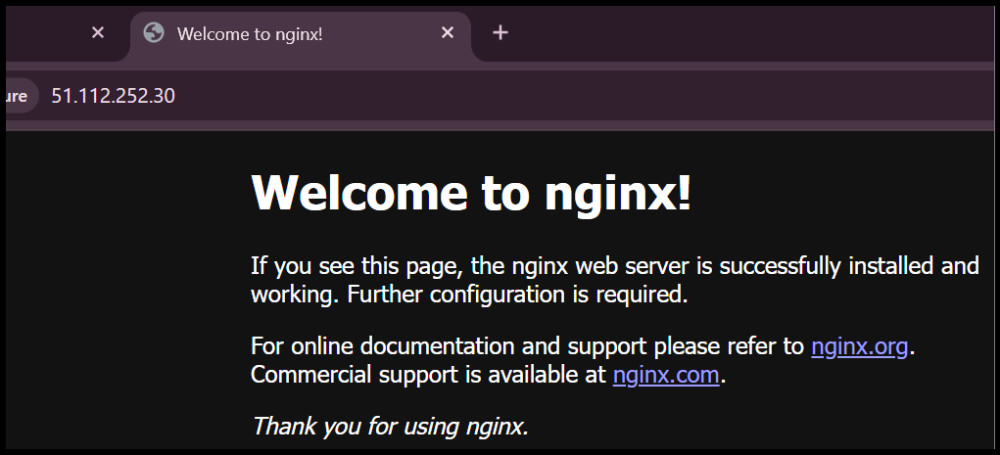 Welcome to nginx!
ure 51.112.252.30
Welcome to nginx!
If you see this page, the nginx web server is successfully installed and
working. Further configuration is required.
For online documentation and support please refer to nginx.org.
Commercial support is available at nginx.com.
Thank you for using nginx.